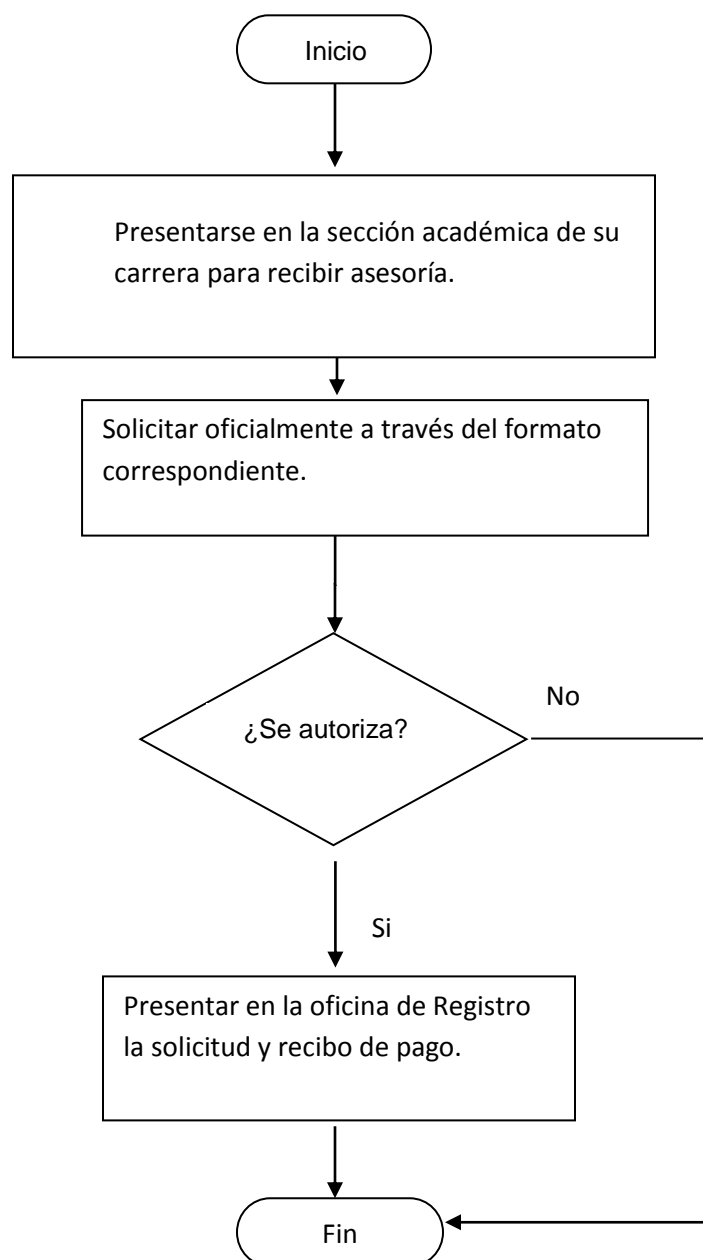 Inicio
Presentarse en la sección académica de su
carrera para recibir asesoría.
Solicitar oficialmente a través del formato
correspondiente.
¿Se autoriza?
No
Si
Presentar en la oficina de Registro
la solicitud y recibo de pago.
Fin